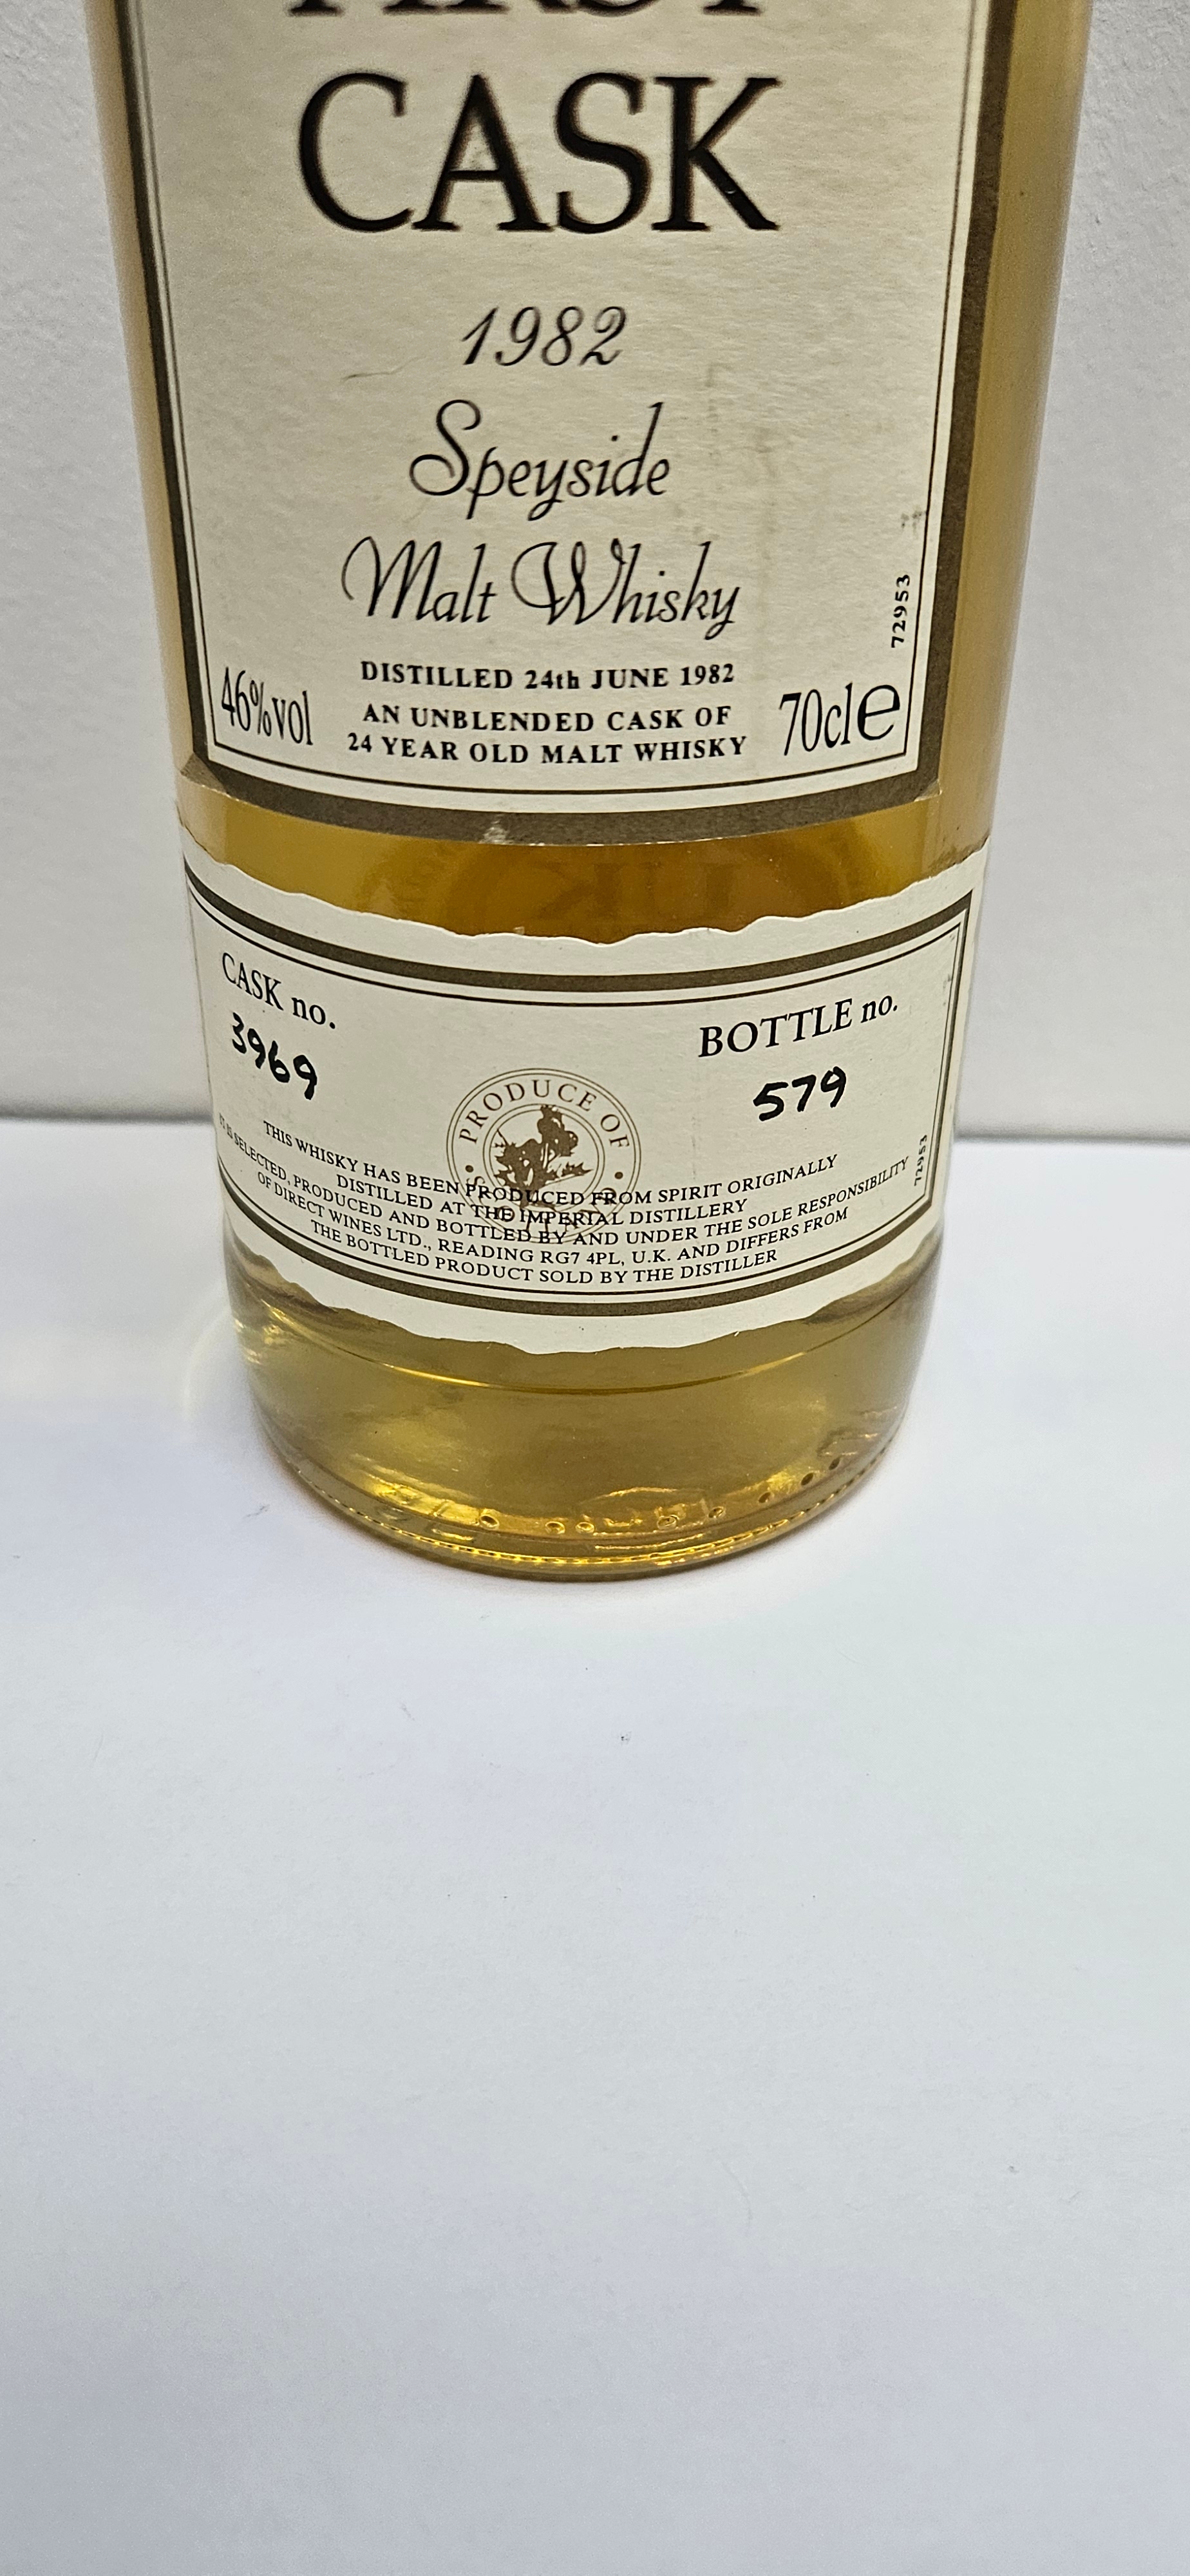 CASK
1982
Speyside
Malt Whisky
72953
DISTILLED 24th JUNE 1982
AN UNBLENDED CASK OF
24 YEAR OLD MALT WHISKY
46%vol
70cl e
CASK no.
3969
BOTTLE no.
579
PRODUCE OF
THIS WHISKY HAS BEEN PRODUCED FROM SPIRIT ORIGINALLY
DISTILLED AT THE IMPERIAL DISTILLERY
IT IS SELECTED, PRODUCED AND BOTTLED BY AND UNDER THE SOLE RESPONSIBILITY
OF DIRECT WINES LTD., READING RG7 4PL, U.K. AND DIFFERS FROM
THE BOTTLED PRODUCT SOLD BY THE DISTILLER
72953